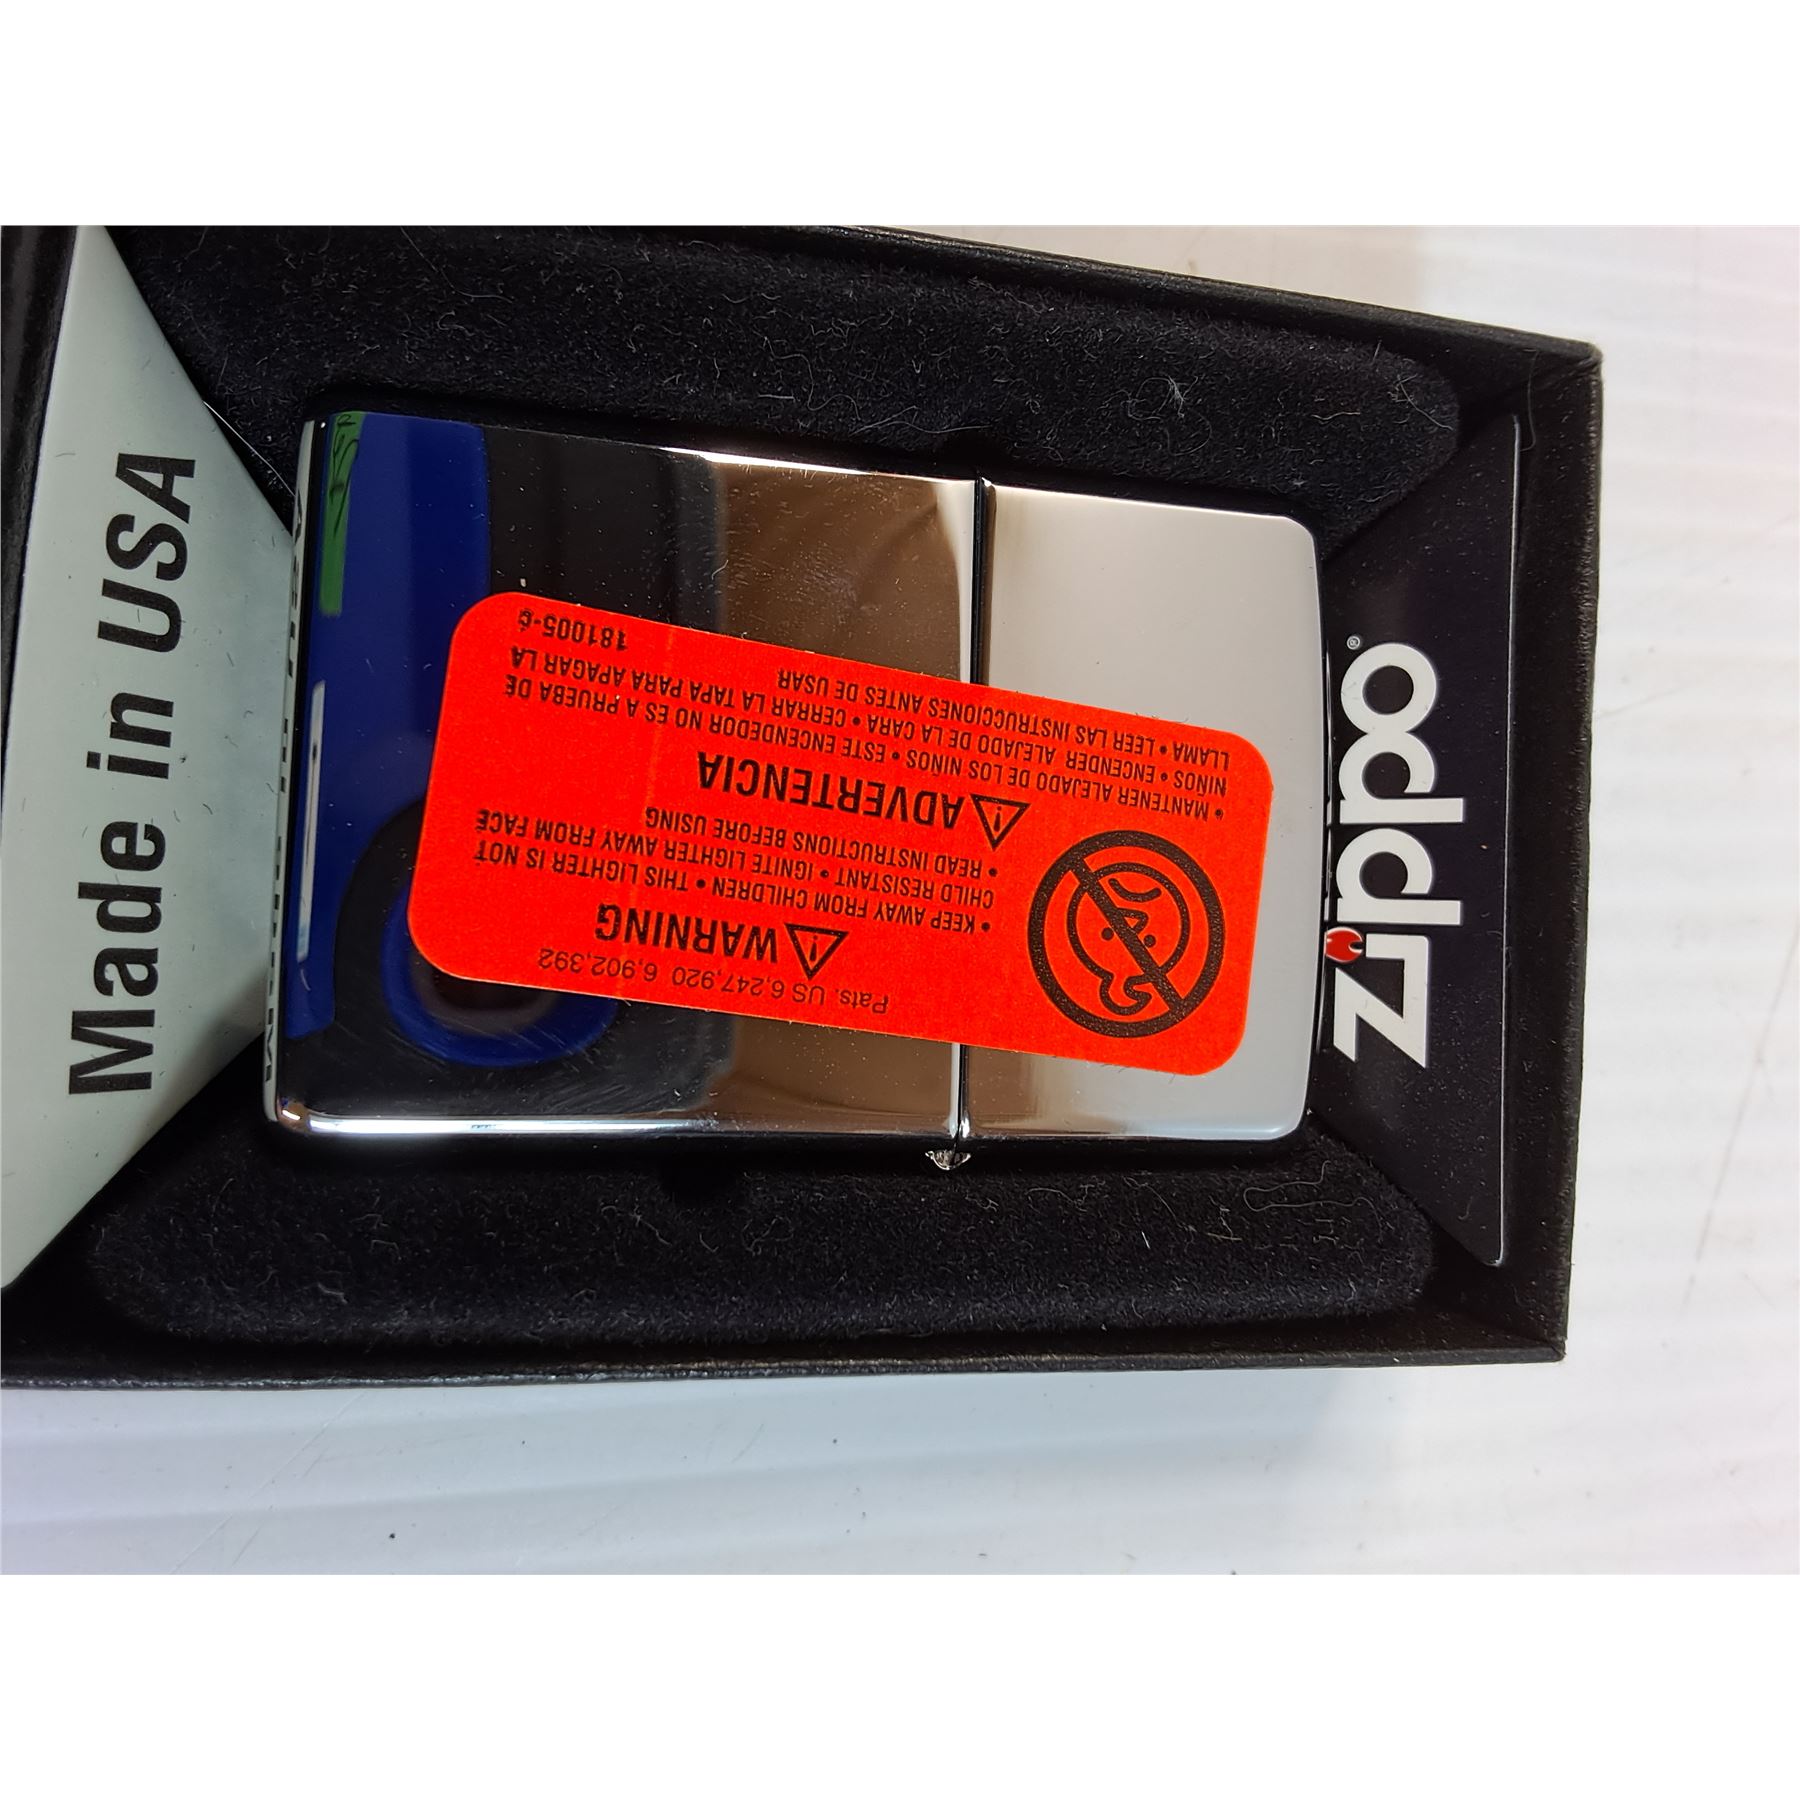 Made in USA
Pats. US 6,247,920 6,902,392
WARNING
• KEEP AWAY FROM CHILDREN • THIS LIGHTER IS NOT
CHILD RESISTANT • IGNITE LIGHTER AWAY FROM FACE
• READ INSTRUCTIONS BEFORE USING
ADVERTENCIA
• MANTENER ALEJADO DE LOS NIÑOS • ESTE ENCENDEDOR NO ES A PRUEBA DE
NIÑOS • ENCENDER ALEJADO DE LA CARA • CERRAR LA TAPA PARA APAGAR LA
LLAMA • LEER LAS INSTRUCCIONES ANTES DE USAR
181005-G
zippo®